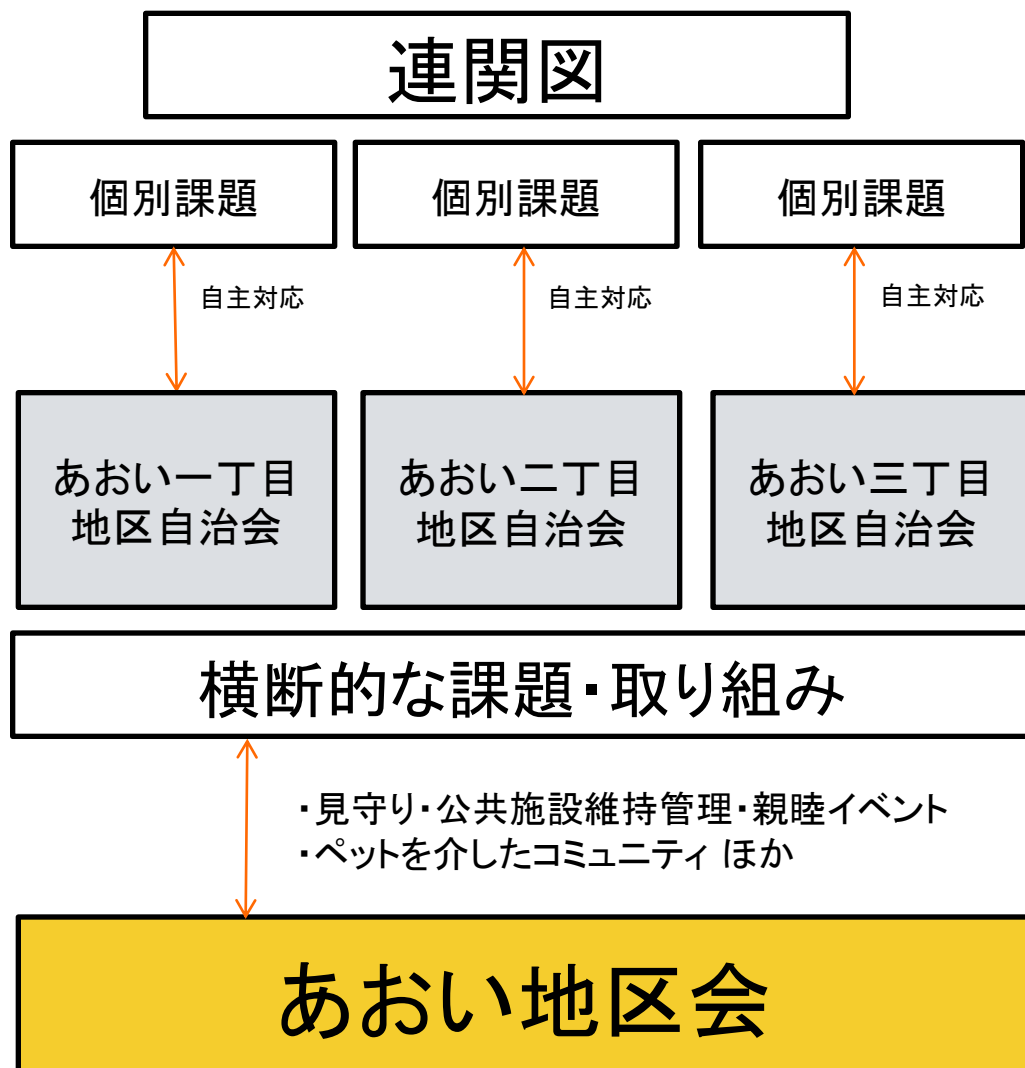 連関図
個別課題
個別課題
個別課題
自主対応
自主対応
自主対応
あおい一丁目
地区自治会
あおい二丁目
地区自治会
あおい三丁目
地区自治会
横断的な課題・取り組み
・見守り・公共施設維持管理・親睦イベント
・ペットを介したコミュニティ ほか
あおい地区会